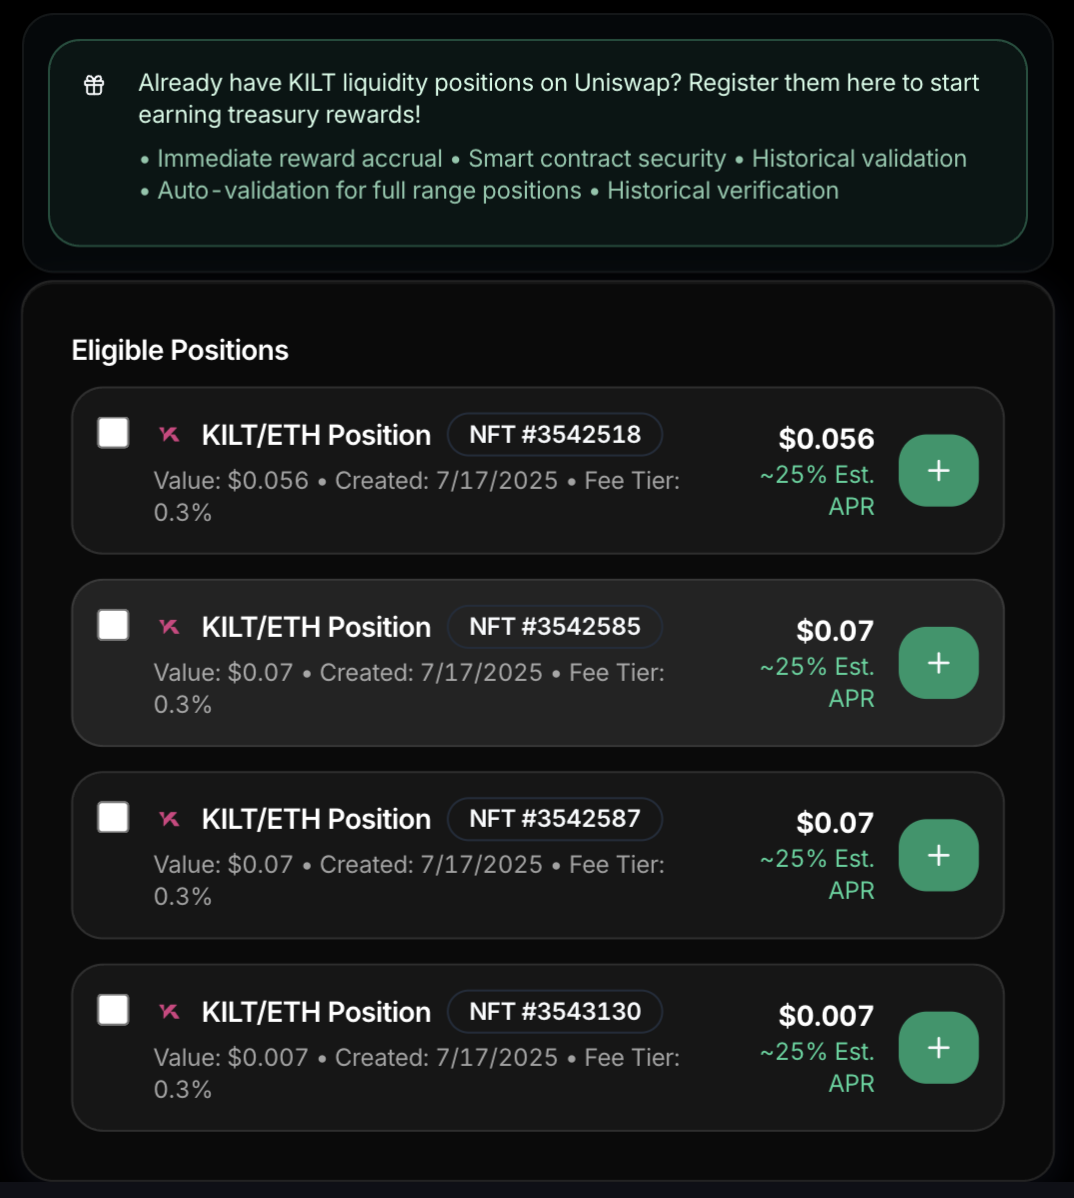 Already have KILT liquidity positions on Uniswap? Register them here to start
earning treasury rewards!
• Immediate reward accrual • Smart contract security • Historical validation
• Auto-validation for full range positions • Historical verification
Eligible Positions
KILT/ETH Position NFT #3542518
Value: $0.056 • Created: 7/17/2025 • Fee Tier:
0.3%
$0.056
~25% Est.
APR
+
KILT/ETH Position NFT #3542585
Value: $0.07 • Created: 7/17/2025 • Fee Tier:
0.3%
$0.07
~25% Est.
APR
+
KILT/ETH Position NFT #3542587
Value: $0.07 • Created: 7/17/2025 • Fee Tier:
0.3%
$0.07
~25% Est.
APR
+
KILT/ETH Position NFT #3543130
Value: $0.007 • Created: 7/17/2025 • Fee Tier:
0.3%
$0.007
~25% Est.
APR
+